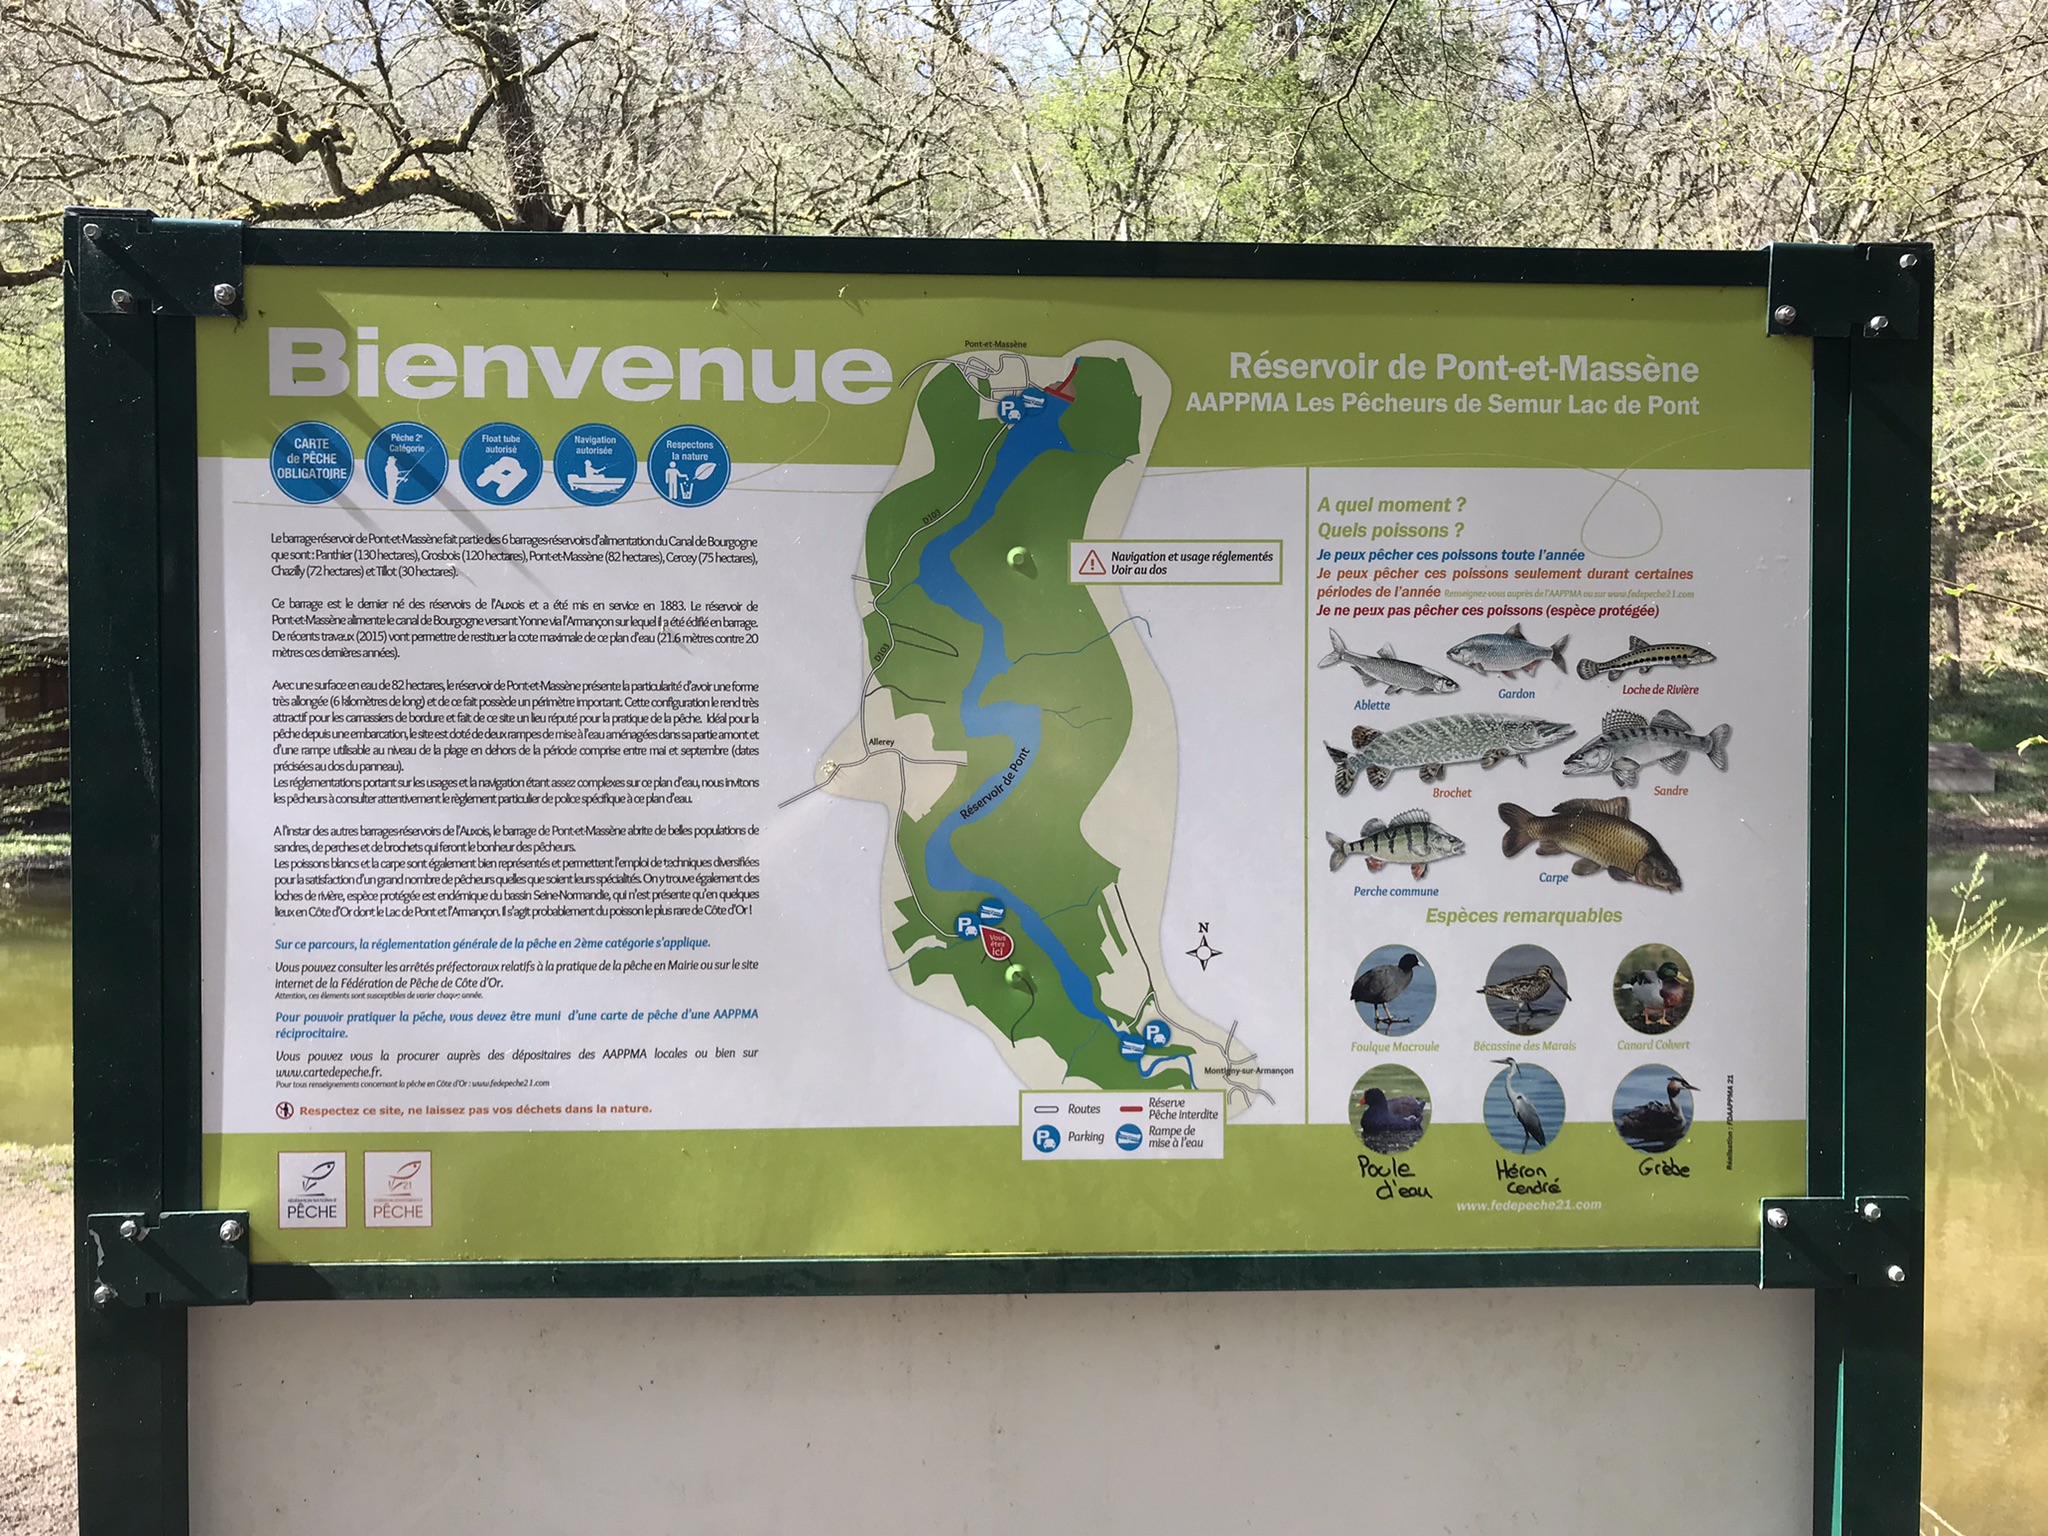 Bienvenue
Réservoir de Pont-et-Massène
AAPPMA Les Pêcheurs de Semur Lac de Pont
CARTE
de PÊCHE
OBLIGATOIRE
Pêche 2e
Catégorie
Float tube
autorisé
Navigation
autorisée
Respectons
la nature
Le barrage-réservoir de Pont-et-Massène fait partie des 6 barrages-réservoirs d'alimentation du Canal de Bourgogne
que sont : Panthier (130 hectares), Grosbois (120 hectares), Pont-et-Massène (82 hectares), Cercey (75 hectares),
Chazilly (72 hectares) et Tillot (30 hectares).
Ce barrage est le dernier né des réservoirs de l'Auxois et a été mis en service en 1883. Le réservoir de
Pont-et-Massène alimente le canal de Bourgogne versant Yonne via l'Armançon sur lequel il a été édifié en barrage.
De récents travaux (2015) vont permettre de restituer la cote maximale de ce plan d'eau (21.6 mètres contre 20
mètres ces dernières années).
Avec une surface en eau de 82 hectares, le réservoir de Pont-et-Massène présente la particularité d'avoir une forme
très allongée (6 kilomètres de long) et de ce fait possède un périmètre important. Cette configuration le rend très
attractif pour les carnassiers de bordure et fait de ce site un lieu réputé pour la pratique de la pêche. Idéal pour la
pêche depuis une embarcation, le site est doté de deux rampes de mise à l'eau aménagées dans sa partie amont et
d'une rampe utilisable au niveau de la plage en dehors de la période comprise entre mai et septembre (dates
précisées au dos du panneau).
Les réglementations portant sur les usages et la navigation étant assez complexes sur ce plan d'eau, nous invitons
les pêcheurs à consulter attentivement le règlement particulier de police spécifique à ce plan d'eau.
A l'instar des autres barrages-réservoirs de l'Auxois, le barrage de Pont-et-Massène abrite de belles populations de
sandres, de perches et de brochets qui feront le bonheur des pêcheurs.
Les poissons blancs et la carpe sont également bien représentés et permettent l'emploi de techniques diversifiées
pour la satisfaction d'un grand nombre de pêcheurs quelles que soient leurs spécialités. On y trouve également des
loches de rivière, espèce protégée est endémique du bassin Seine-Normandie, qui n'est présente qu'en quelques
lieux en Côte d'Or dont le Lac de Pont et l'Armançon. Il s'agit probablement du poisson le plus rare de Côte d'Or !
Sur ce parcours, la réglementation générale de la pêche en 2ème catégorie s'applique.
Vous pouvez consulter les arrêtés préfectoraux relatifs à la pratique de la pêche en Mairie ou sur le site
internet de la Fédération de Pêche de Côte d'Or.
Attention, ces élements sont susceptibles de varier chaque année.
Pour pouvoir pratiquer la pêche, vous devez être muni d'une carte de pêche d'une AAPPMA
réciprocitaire.
Vous pouvez vous la procurer auprès des dépositaires des AAPPMA locales ou bien sur
www.cartedepeche.fr.
Pour tous renseignements concernant la pêche en Côte d'Or : www.fedepeche21.com
Respectez ce site, ne laissez pas vos déchets dans la nature.
PÊCHE
21
PÊCHE
Pont-et-Massène
P
D103
D103
Navigation et usage réglementés
Voir au dos
Allerey
Réservoir de Pont
P
Vous
êtes
ici
N
P
Montigny-sur-Armançon
Routes
Réserve
Pêche interdite
P
Parking
Rampe de
mise à l'eau
A quel moment ?
Quels poissons ?
Je peux pêcher ces poissons toute l'année
Je peux pêcher ces poissons seulement durant certaines
périodes de l'année Renseignez-vous auprès de l'AAPPMA ou sur www.fedepeche21.com
Je ne peux pas pêcher ces poissons (espèce protégée)
Ablette
Gardon
Loche de Rivière
Brochet
Sandre
Perche commune
Carpe
Espèces remarquables
Foulque Macroule
Bécassine des Marais
Canard Colvert
Poule
d'eau
Héron
Cendré
Grèbe
www.fedepeche21.com
Réalisation : FDAAPPMA 21